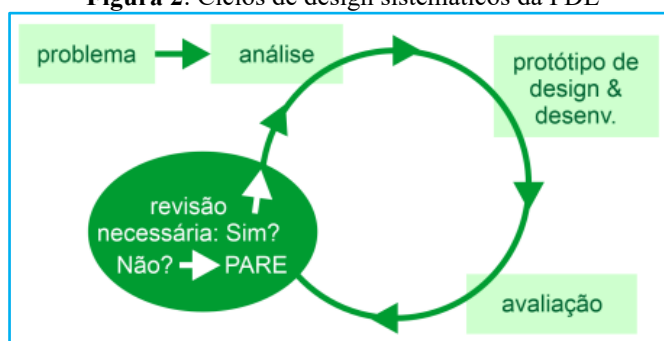 Figura 2: Ciclos de design sistemáticos da PDE
problema
análise
protótipo de
design &
desenv.
revisão
necessária: Sim?
Não? PARE
avaliação